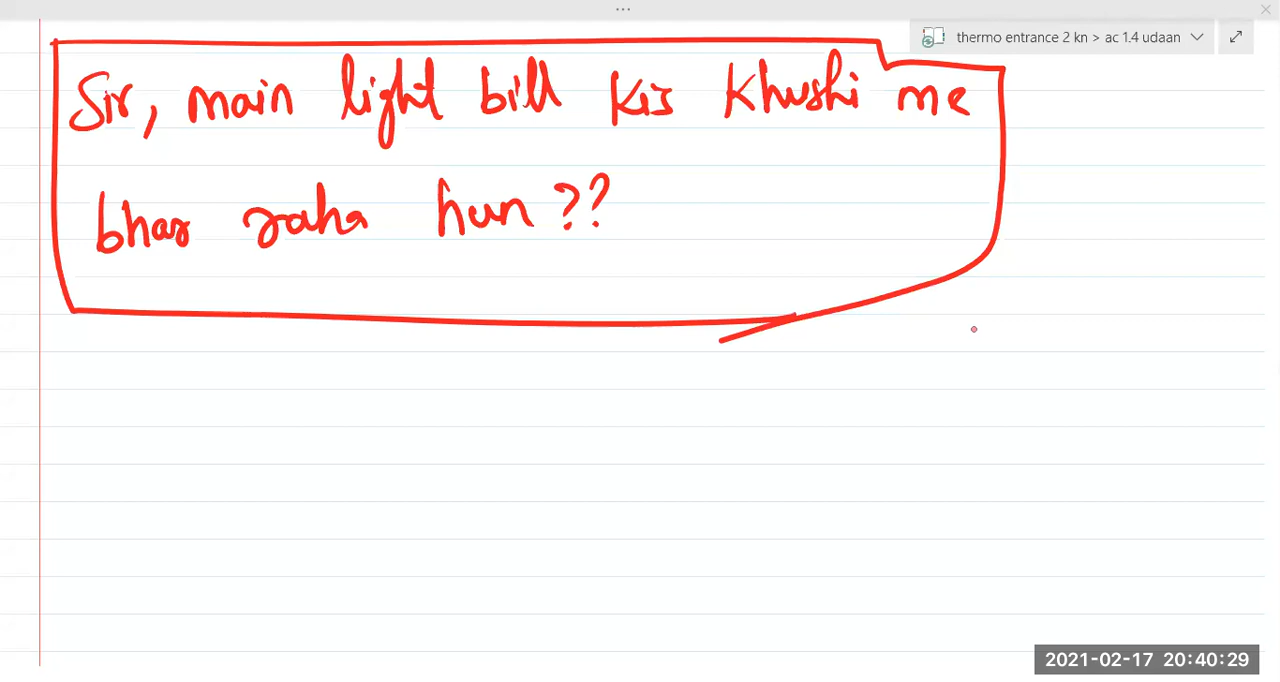 thermo entrance 2 kn > ac 1.4 udaan
Sir, main light bill kis khushi me
bhar raha hun ??
2021-02-17 20:40:29